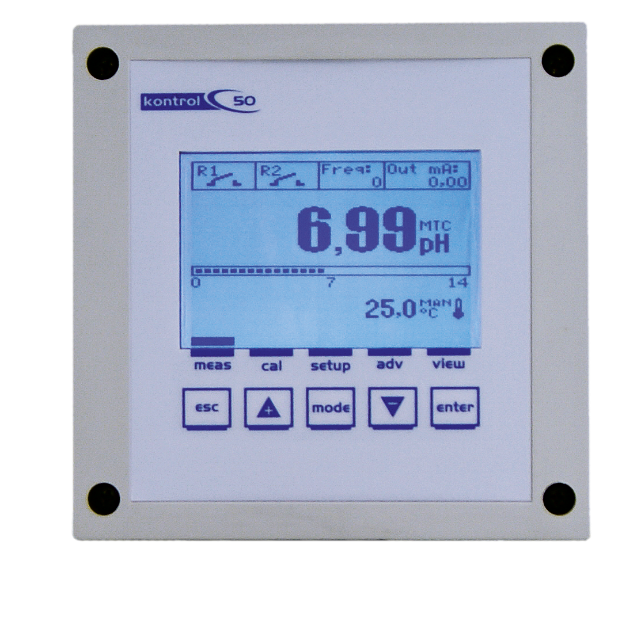 kontrol 50
R1 R2 Freq: Out mA:
0 0,00
6,99 MTC pH
0 7 14
25,0 MAN °C
meas cal setup adv view
esc + mode − enter